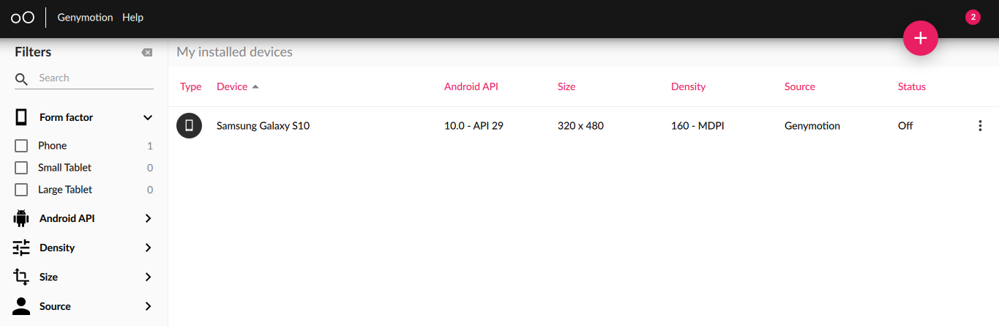 Genymotion Help
2
Filters
Search
Form factor
Phone 1
Small Tablet 0
Large Tablet 0
Android API
Density
Size
Source
My installed devices
Type Device Android API Size Density Source Status
Samsung Galaxy S10 10.0 - API 29 320 x 480 160 - MDPI Genymotion Off